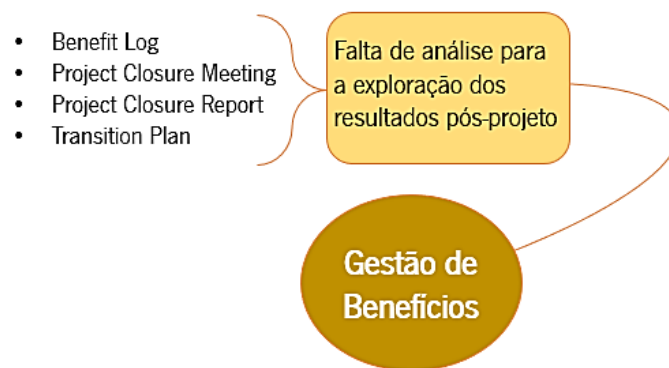 • Benefit Log
• Project Closure Meeting
• Project Closure Report
• Transition Plan
Falta de análise para
a exploração dos
resultados pós-projeto
Gestão de
Benefícios